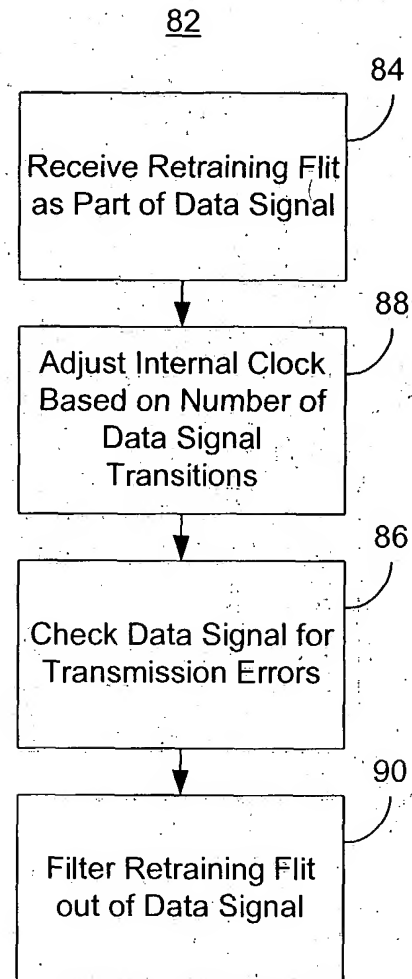 82
84
Receive Retraining Flit
as Part of Data Signal
88
Adjust Internal Clock
Based on Number of
Data Signal
Transitions
86
Check Data Signal for
Transmission Errors
90
Filter Retraining Flit
out of Data Signal